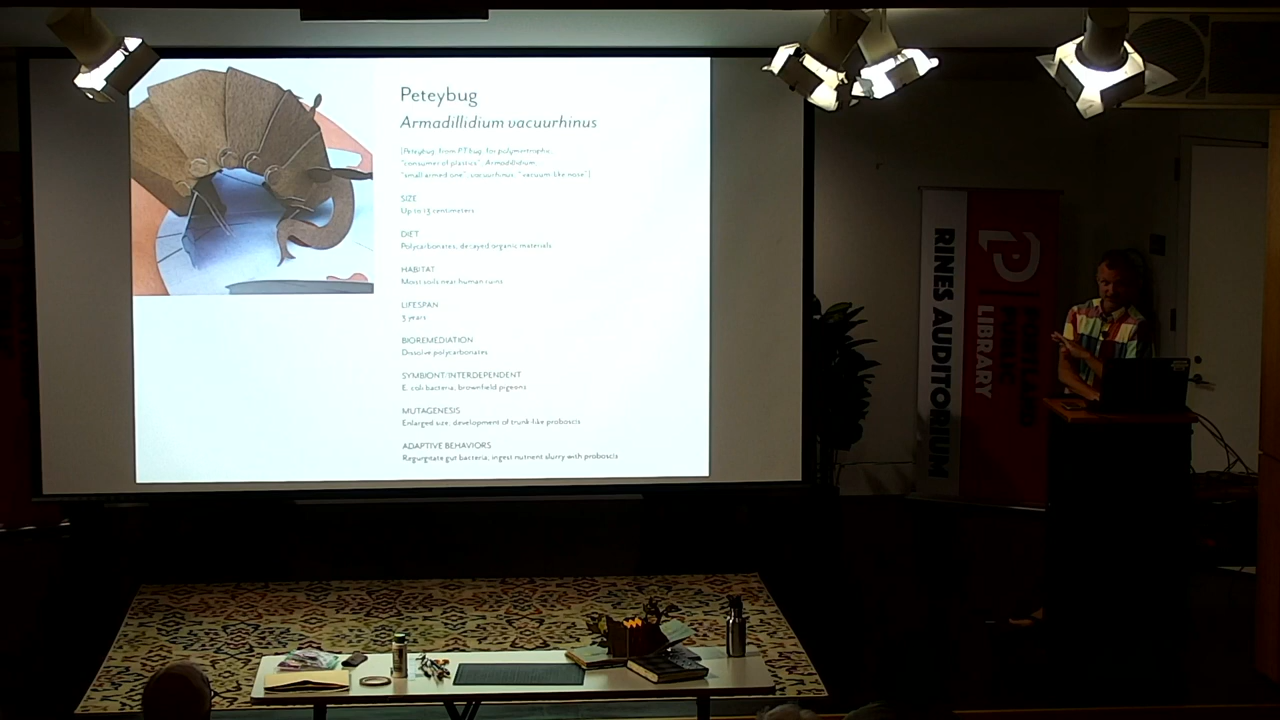 Peteybug
Armadillidium vacuurhinus
[Peteybug, from PT bug, for polymertrophic,
"consumer of plastics"; Armadillidium,
"small armed one"; vacuurhinus, "vacuum-like nose"]
SIZE
Up to 13 centimeters
DIET
Polycarbonates, decayed organic materials
HABITAT
Moist soils near human ruins
LIFESPAN
3 years
BIOREMEDIATION
Dissolve polycarbonates
SYMBIONT/INTERDEPENDENT
E. coli bacteria, brownfield pigeons
MUTAGENESIS
Enlarged size, development of trunk-like proboscis
ADAPTIVE BEHAVIORS
Regurgitate gut bacteria, ingest nutrient slurry with proboscis
RINES AUDITORIUM
PORTLAND
PUBLIC
LIBRARY